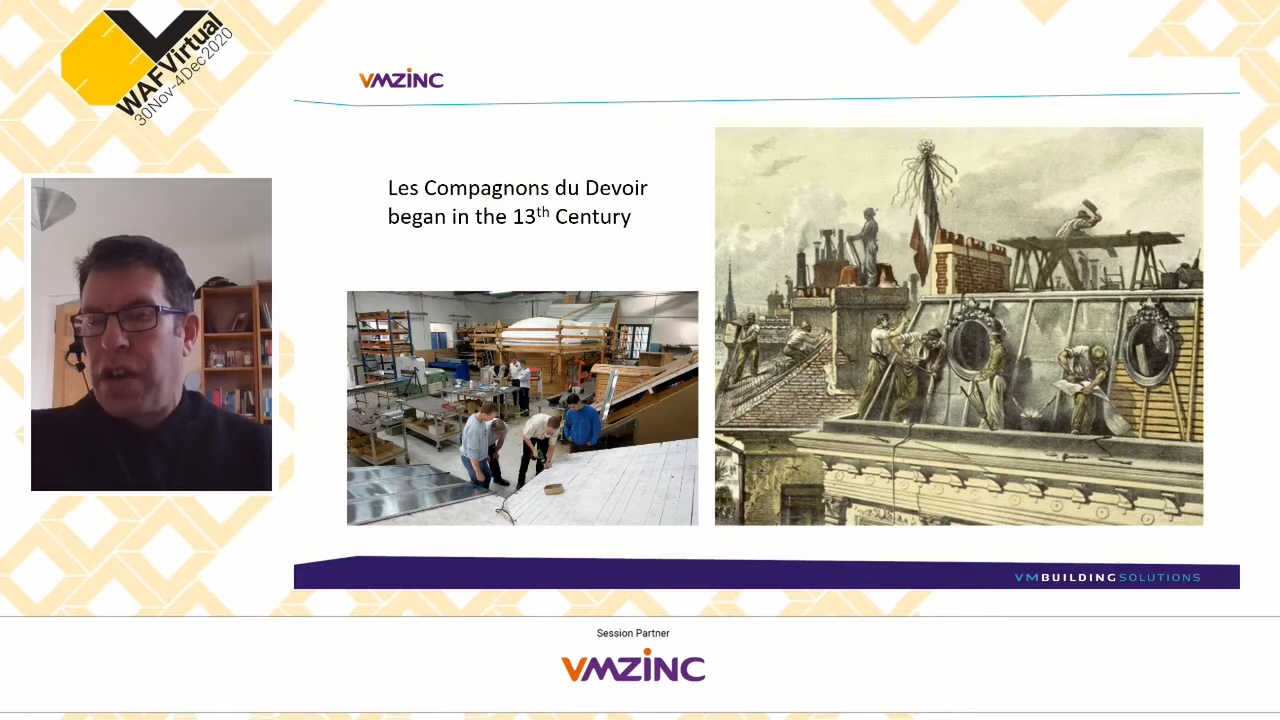 WAFVirtual
30Nov-4Dec2020
VMZINC
Les Compagnons du Devoir
began in the 13th Century
VMBUILDINGSOLUTIONS
Session Partner
VMZINC